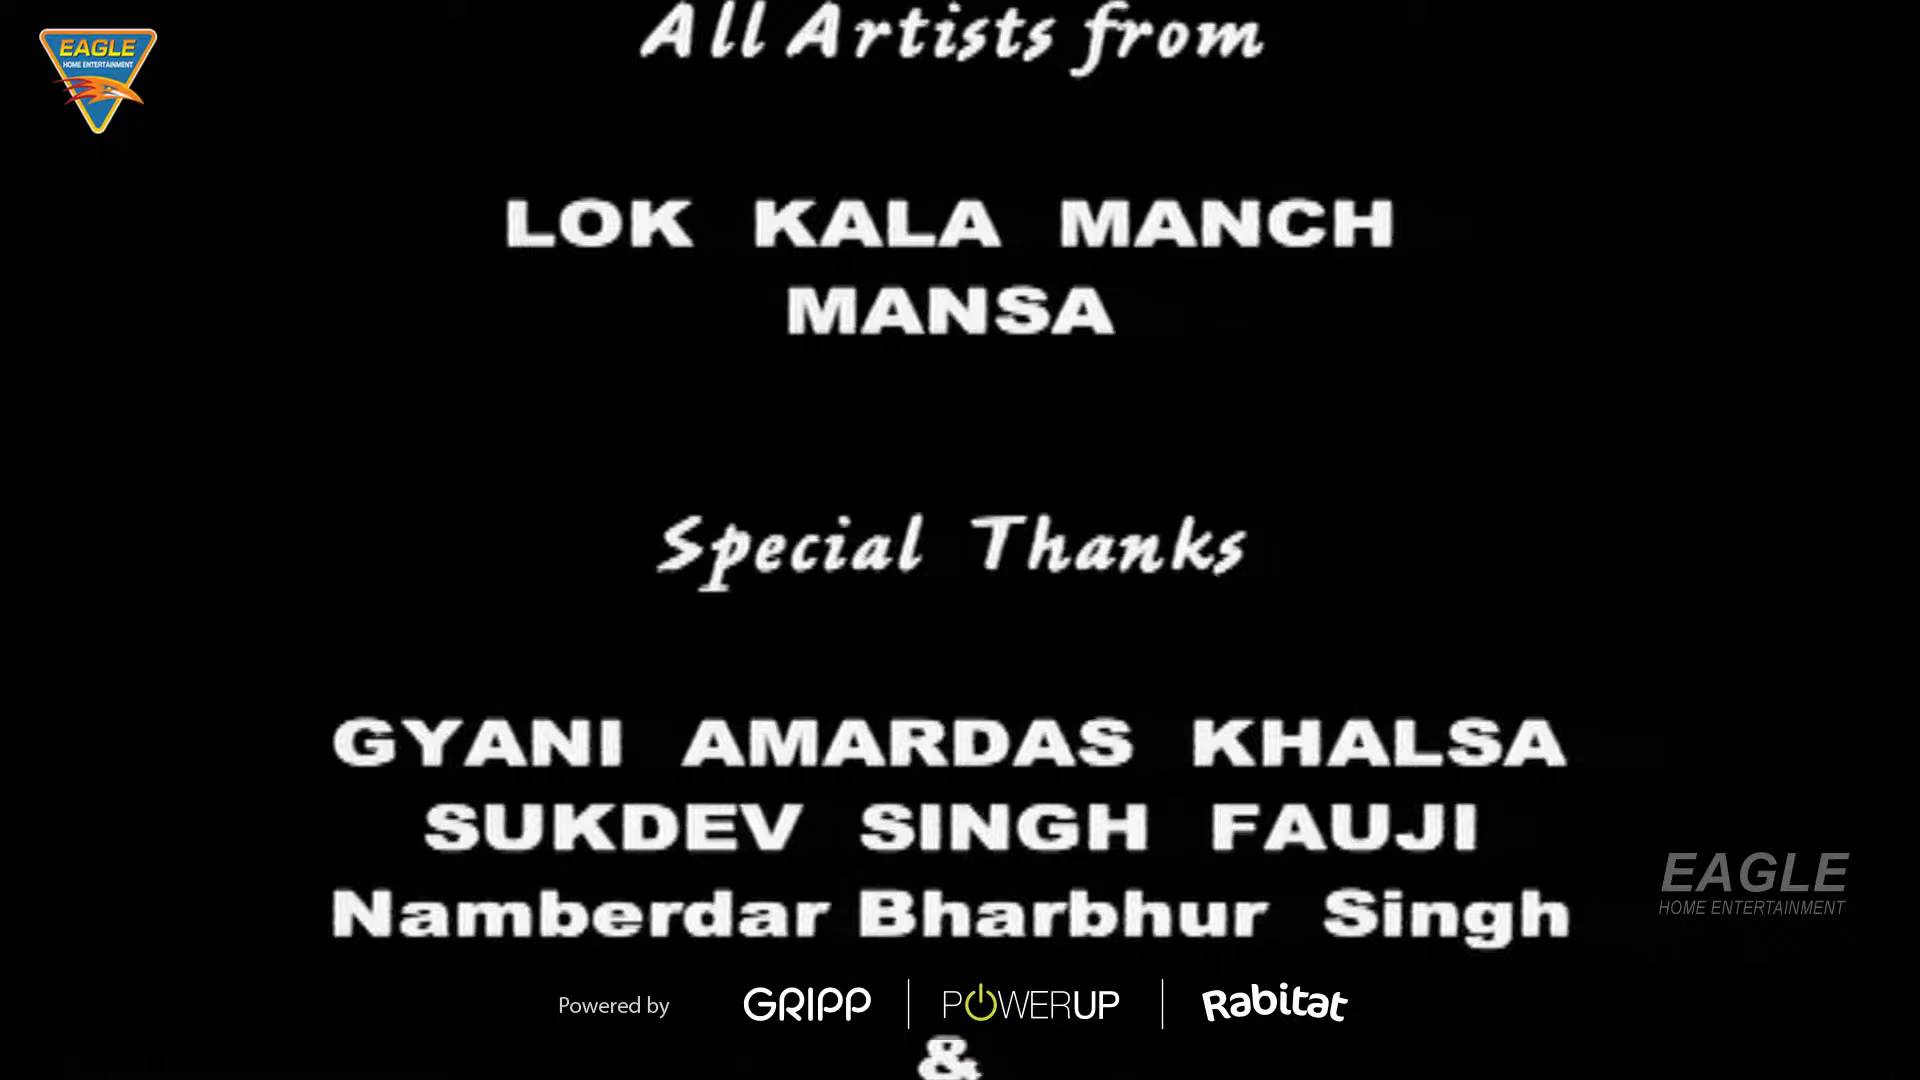 All Artists from
EAGLE
HOME ENTERTAINMENT
LOK KALA MANCH
MANSA
Special Thanks
GYANI AMARDAS KHALSA
SUKDEV SINGH FAUJI
Namberdar Bharbhur Singh
EAGLE
HOME ENTERTAINMENT
Powered by GRIPP POWERUP Rabitat
&